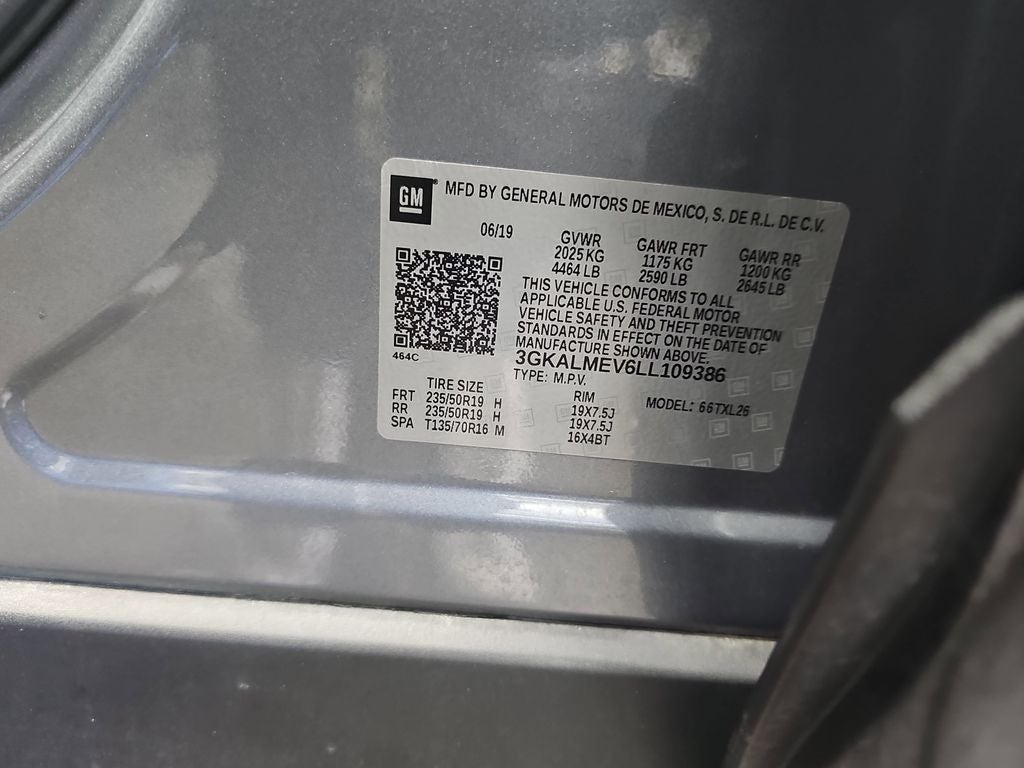 GM
MFD BY GENERAL MOTORS DE MEXICO, S. DE R.L. DE C.V.
06/19 GVWR GAWR FRT GAWR RR
2025 KG 1175 KG 1200 KG
4464 LB 2590 LB 2645 LB
THIS VEHICLE CONFORMS TO ALL
APPLICABLE U.S. FEDERAL MOTOR
VEHICLE SAFETY AND THEFT PREVENTION
STANDARDS IN EFFECT ON THE DATE OF
MANUFACTURE SHOWN ABOVE.
464C
3GKALMEV6LL109386
TYPE: M.P.V. MODEL: 66TXL26
TIRE SIZE RIM
FRT 235/50R19 H 19X7.5J
RR 235/50R19 H 19X7.5J
SPA T135/70R16 M 16X4BT